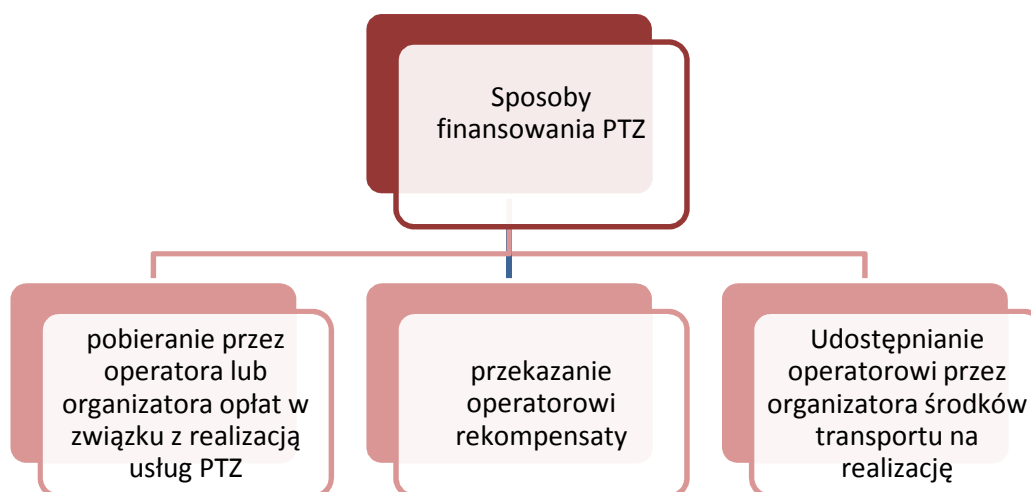 Sposoby
finansowania PTZ
pobieranie przez
operatora lub
organizatora opłat w
związku z realizacją
usług PTZ
przekazanie
operatorowi
rekompensaty
Udostępnianie
operatorowi przez
organizatora środków
transportu na
realizację